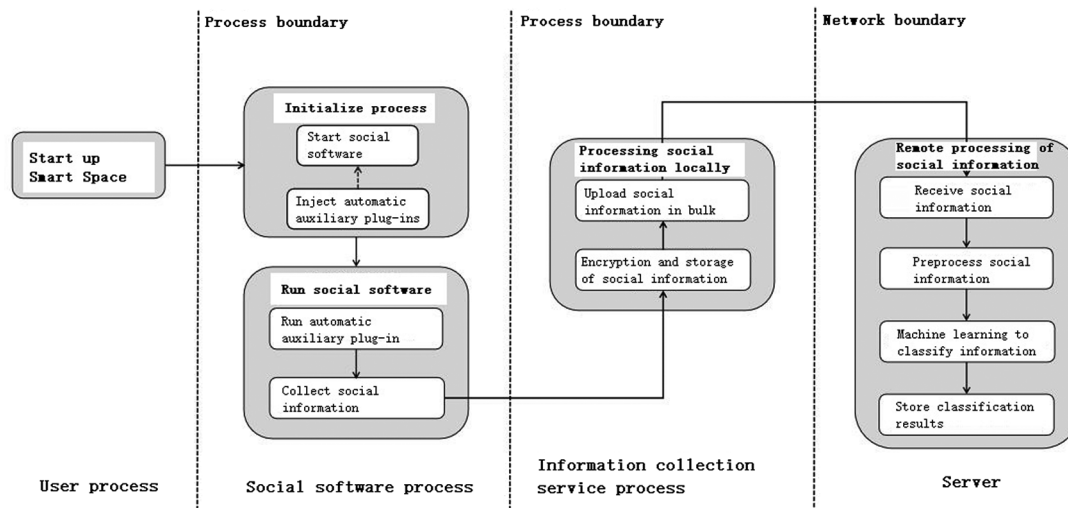 Process boundary
Process boundary
Network boundary
Start up
Smart Space
Initialize process
Start social
software
Inject automatic
auxiliary plug-ins
Run social software
Run automatic
auxiliary plug-in
Collect social
information
Processing social
information locally
Upload social
information in bulk
Encryption and storage
of social information
Remote processing of
social information
Receive social
information
Preprocess social
information
Machine learning to
classify information
Store classification
results
User process
Social software process
Information collection
service process
Server